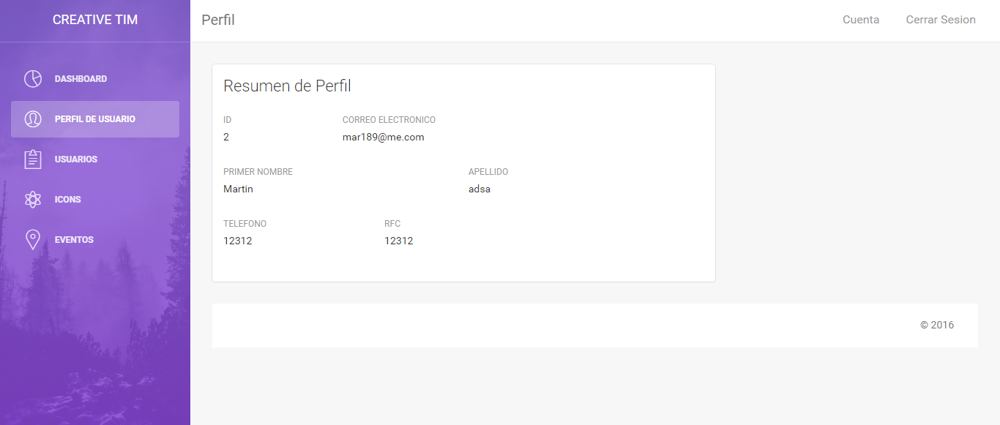 CREATIVE TIM
Perfil
Cuenta
Cerrar Sesion
DASHBOARD
PERFIL DE USUARIO
USUARIOS
ICONS
EVENTOS
Resumen de Perfil
ID
CORREO ELECTRONICO
2
mar189@me.com
PRIMER NOMBRE
APELLIDO
Martin
adsa
TELEFONO
RFC
12312
12312
© 2016